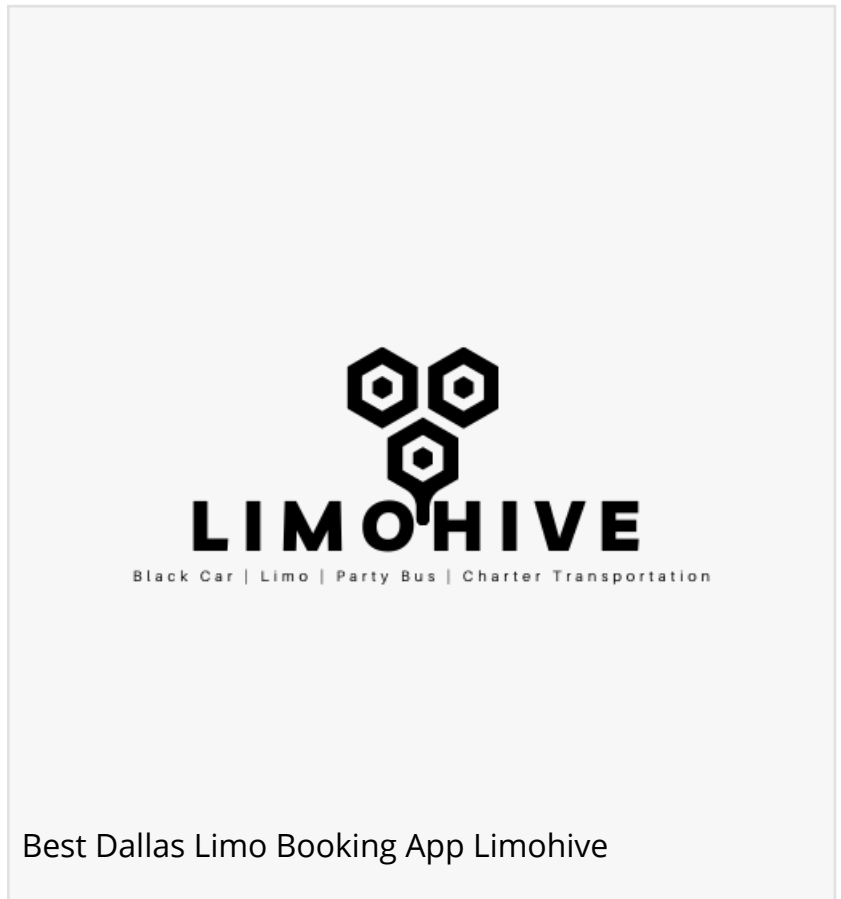 LIMOHIVE
Black Car | Limo | Party Bus | Charter Transportation
Best Dallas Limo Booking App Limohive